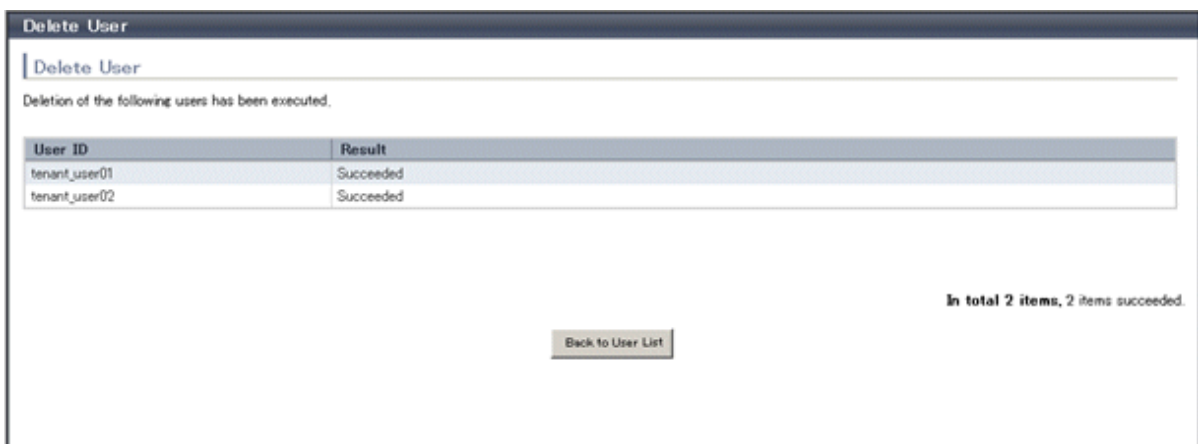 Delete User
Delete User
Deletion of the following users has been executed.
User ID Result
tenant_user01 Succeeded
tenant_user02 Succeeded
In total 2 items, 2 items succeeded.
Back to User List